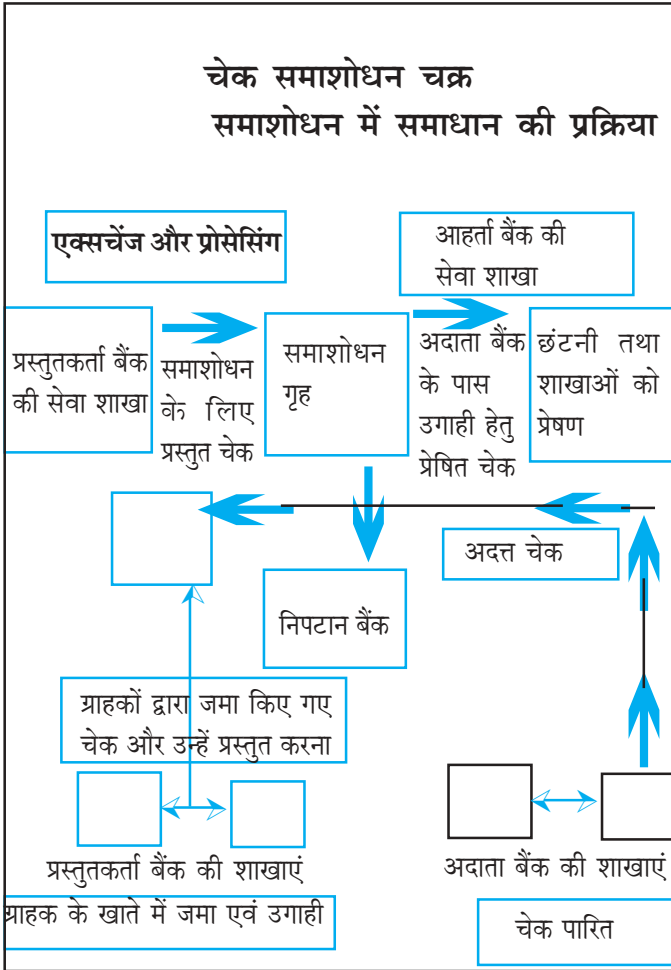 चेक समाशोधन चक्र
समाशोधन में समाधान की प्रक्रिया
एक्सचेंज और प्रोसेसिंग
आहर्ता बैंक की
सेवा शाखा
प्रस्तुतकर्ता बैंक
की सेवा शाखा
समाशोधन
के लिए
प्रस्तुत चेक
समाशोधन
गृह
अदाता बैंक
के पास
उगाही हेतु
प्रेषित चेक
छंटनी तथा
शाखाओं को
प्रेषण
अदत्त चेक
निपटान बैंक
ग्राहकों द्वारा जमा किए गए
चेक और उन्हें प्रस्तुत करना
प्रस्तुतकर्ता बैंक की शाखाएं
ग्राहक के खाते में जमा एवं उगाही
अदाता बैंक की शाखाएं
चेक पारित